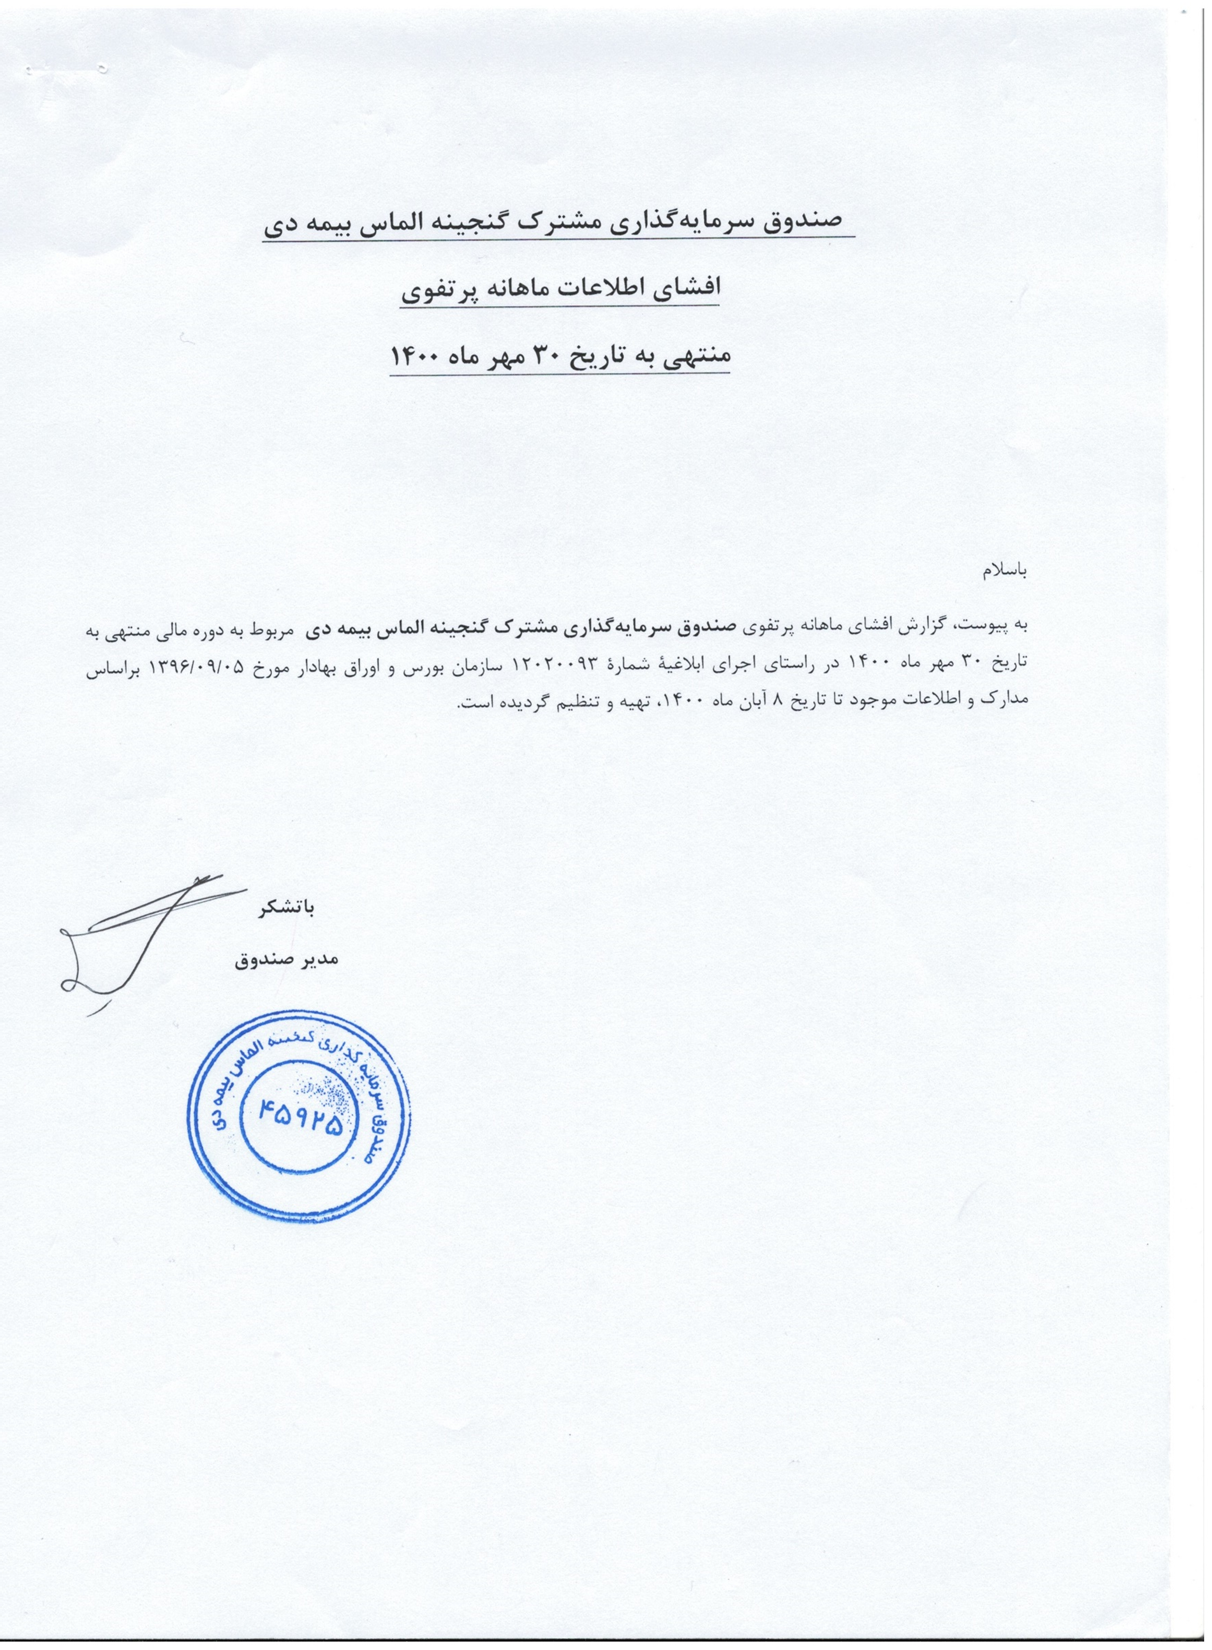 صندوق سرمایه‌گذاری مشترک گنجینه الماس بیمه دی
افشای اطلاعات ماهانه پرتفوی
منتهی به تاریخ ۳۰ مهر ماه ۱۴۰۰
باسلام
به پیوست، گزارش افشای ماهانه پرتفوی صندوق سرمایه‌گذاری مشترک گنجینه الماس بیمه دی مربوط به دوره مالی منتهی به
تاریخ ۳۰ مهر ماه ۱۴۰۰ در راستای اجرای ابلاغیهٔ شمارهٔ ۱۲۰۲۰۰۹۳ سازمان بورس و اوراق بهادار مورخ ۱۳۹۶/۰۹/۰۵ براساس
مدارک و اطلاعات موجود تا تاریخ ۸ آبان ماه ۱۴۰۰، تهیه و تنظیم گردیده است.
باتشکر
مدیر صندوق
صندوق سرمایه گذاری گنجینه الماس بیمه دی
۴۵۹۲۵